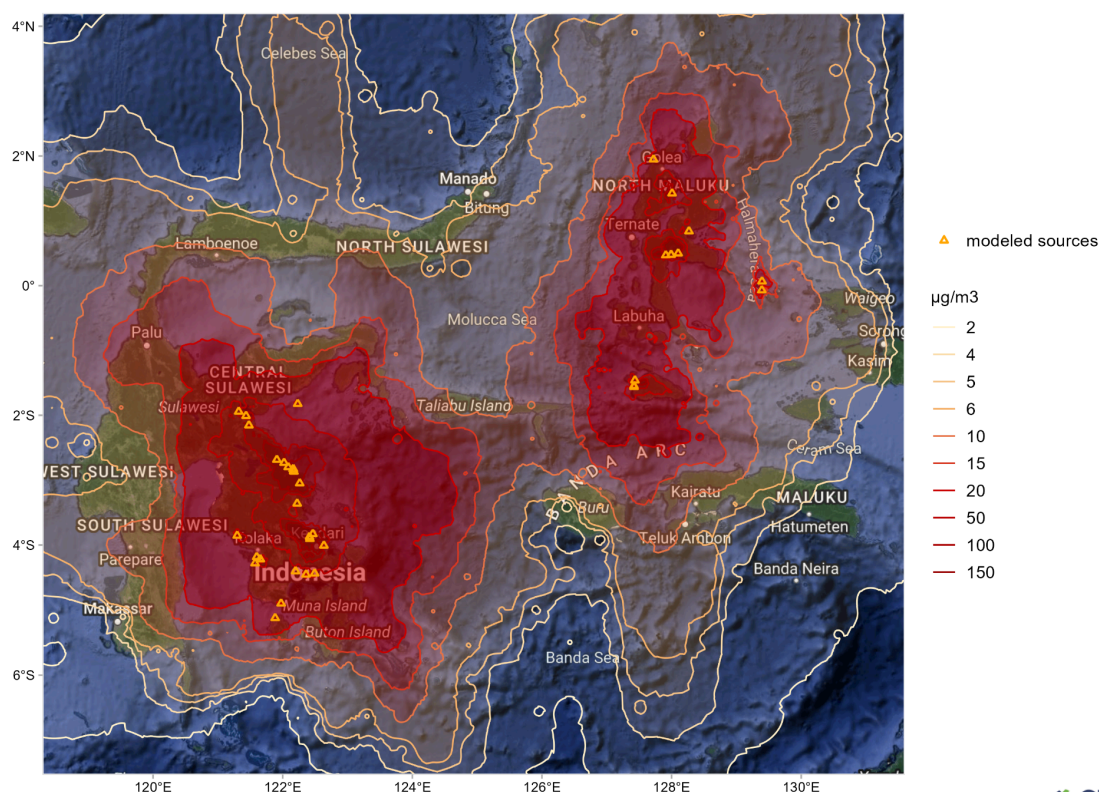 4°N
Celebes Sea
2°N
Golea
Manado
NORTH MALUKU
Bitung
Ternate
Halmahera Sea
Lamboenoe
NORTH SULAWESI
modeled sources
0°
µg/m3
Waigeo
2
Labuha
Molucca Sea
Palu
Sorong
4
Kasim
CENTRAL
SULAWESI
5
Sulawesi
Taliabu Island
6
2°S
10
BANDA ARC
Ceram Sea
15
WEST SULAWESI
Kairatu
MALUKU
20
Buru
SOUTH SULAWESI
Hatumeten
50
Kolaka
Kendari
Teluk Ambon
4°S
100
Parepare
Indonesia
Banda Neira
150
Makassar
Muna Island
Buton Island
Banda Sea
6°S
120°E
122°E
124°E
126°E
128°E
130°E